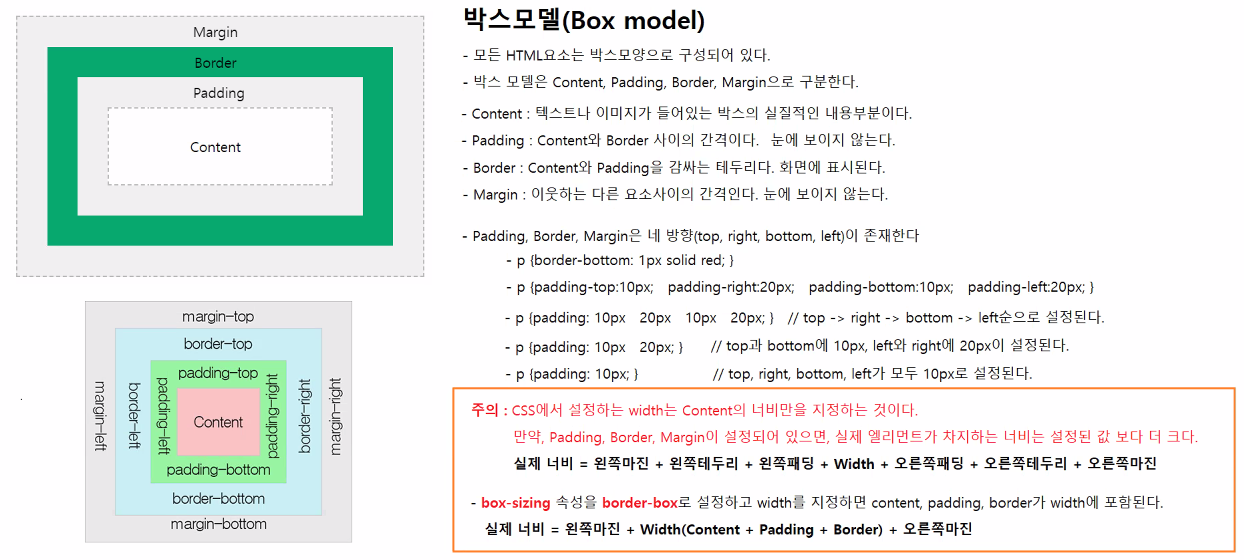 Margin
Border
Padding
Content
margin-top
border-top
padding-top
margin-left
border-left
padding-left
Content
padding-right
border-right
margin-right
padding-bottom
border-bottom
margin-bottom
박스모델(Box model)
- 모든 HTML요소는 박스모양으로 구성되어 있다.
- 박스 모델은 Content, Padding, Border, Margin으로 구분한다.
- Content : 텍스트나 이미지가 들어있는 박스의 실질적인 내용부분이다.
- Padding : Content와 Border 사이의 간격이다. 눈에 보이지 않는다.
- Border : Content와 Padding을 감싸는 테두리다. 화면에 표시된다.
- Margin : 이웃하는 다른 요소사이의 간격인다. 눈에 보이지 않는다.
- Padding, Border, Margin은 네 방향(top, right, bottom, left)이 존재한다
- p {border-bottom: 1px solid red; }
- p {padding-top:10px; padding-right:20px; padding-bottom:10px; padding-left:20px; }
- p {padding: 10px 20px 10px 20px; } // top -> right -> bottom -> left순으로 설정된다.
- p {padding: 10px 20px; } // top과 bottom에 10px, left와 right에 20px이 설정된다.
- p {padding: 10px; } // top, right, bottom, left가 모두 10px로 설정된다.
주의 : CSS에서 설정하는 width는 Content의 너비만을 지정하는 것이다.
만약, Padding, Border, Margin이 설정되어 있으면, 실제 엘리먼트가 차지하는 너비는 설정된 값 보다 더 크다.
실제 너비 = 왼쪽마진 + 왼쪽테두리 + 왼쪽패딩 + Width + 오른쪽패딩 + 오른쪽테두리 + 오른쪽마진
- box-sizing 속성을 border-box로 설정하고 width를 지정하면 content, padding, border가 width에 포함된다.
실제 너비 = 왼쪽마진 + Width(Content + Padding + Border) + 오른쪽마진